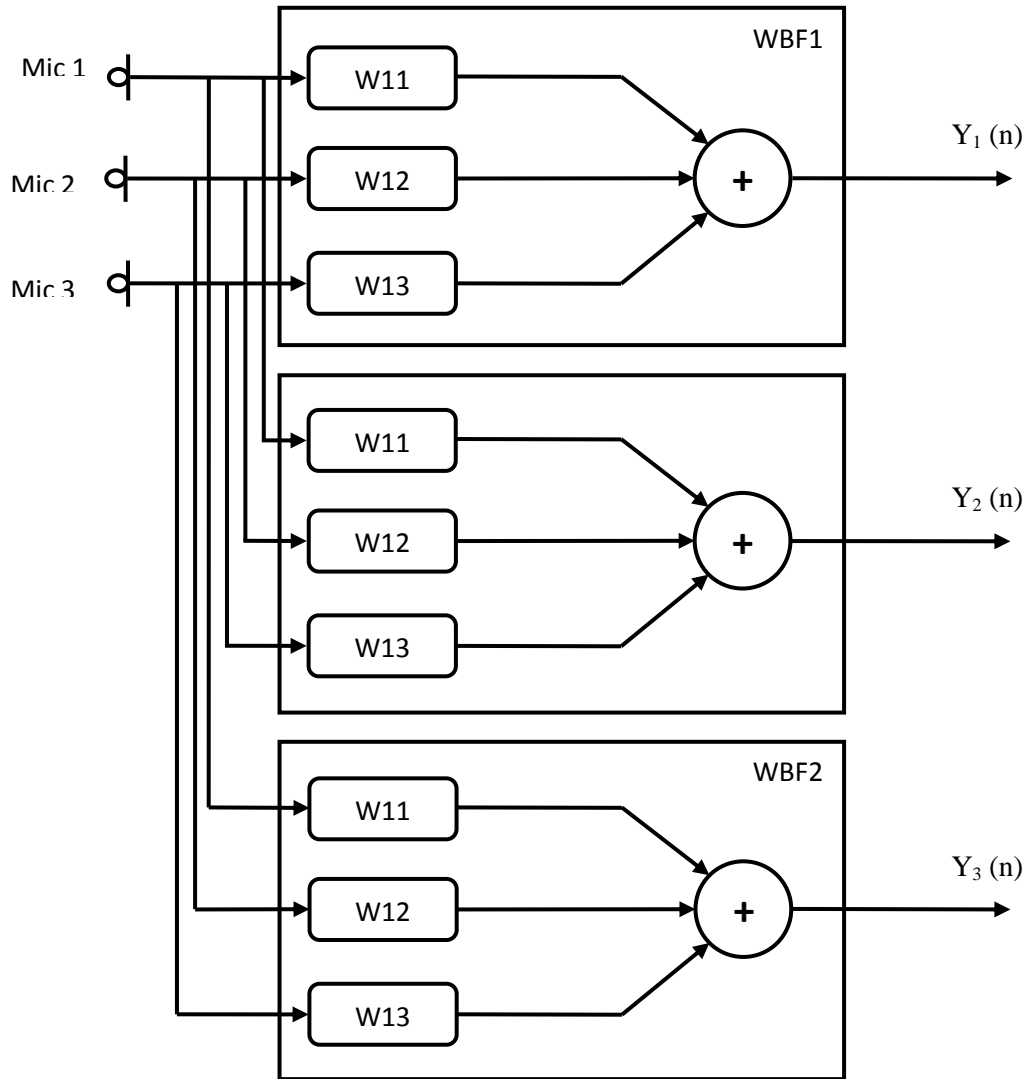 WBF1
Mic 1
W11
Mic 2
W12
+
Y₁ (n)
Mic 3
W13
W11
W12
+
Y₂ (n)
W13
WBF2
W11
W12
+
Y₃ (n)
W13